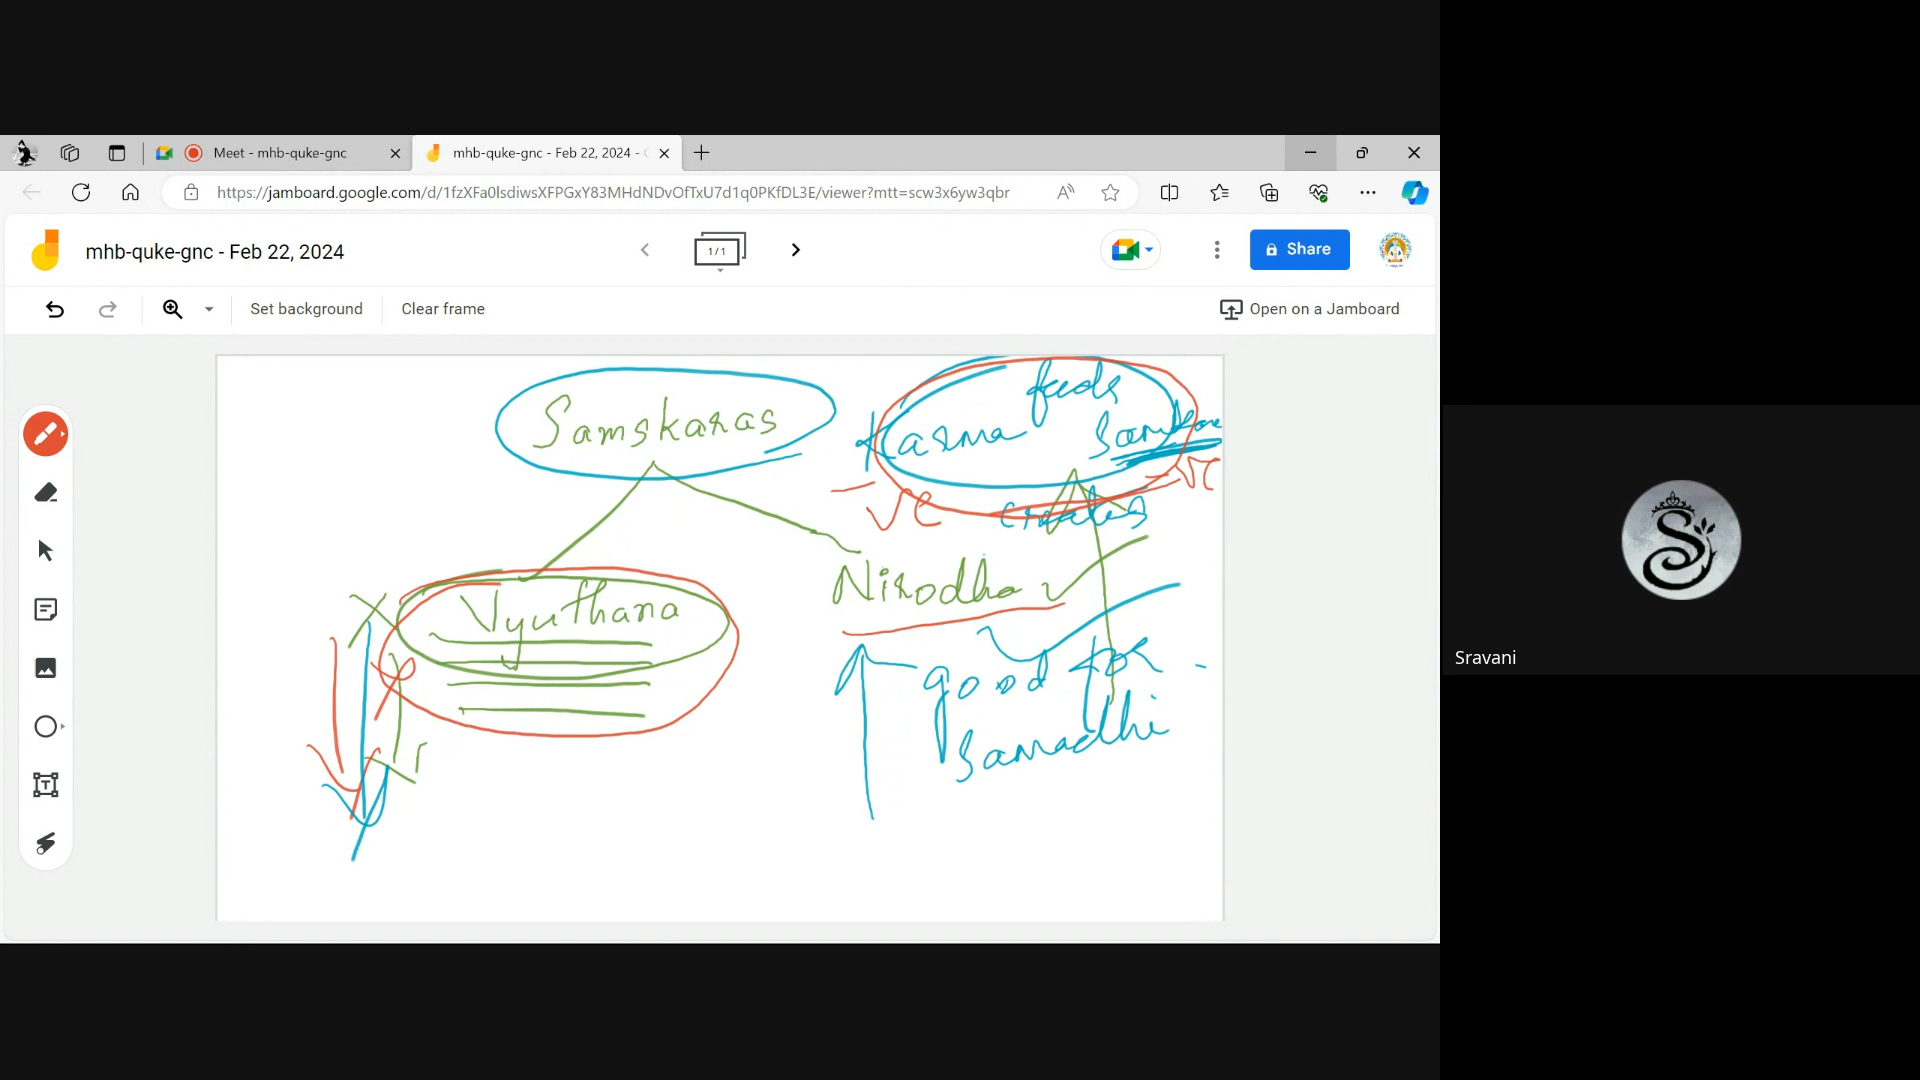 Meet - mhb-quke-gnc
mhb-quke-gnc - Feb 22, 2024 -
https://jamboard.google.com/d/1fzXFa0lsdiwsXFPGxY83MHdNDvOfTxU7d1q0PKfDL3E/viewer?mtt=scw3x6yw3qbr
mhb-quke-gnc - Feb 22, 2024
1/1
Share
Set background
Clear frame
Open on a Jamboard
Samskaras
feeds
Karma
-ve
creates
Vyuthana
Nirodha
good for
Samadhi
Sravani